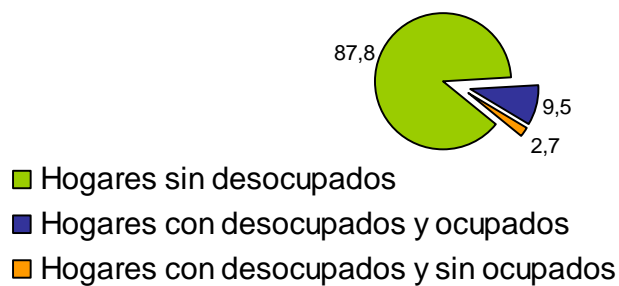 87,8
9,5
2,7
Hogares sin desocupados
Hogares con desocupados y ocupados
Hogares con desocupados y sin ocupados